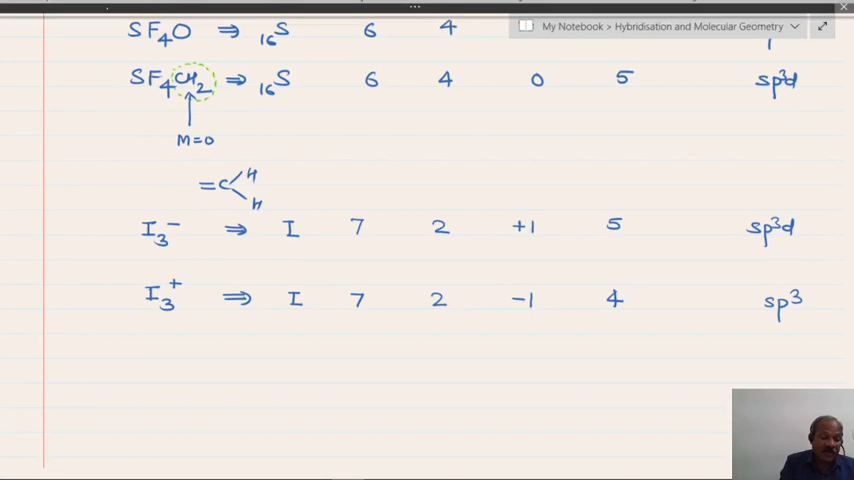 SF₄O ⇒ ₁₆S 6 4
My Notebook > Hybridisation and Molecular Geometry
SF₄CH₂ ⇒ ₁₆S 6 4 0 5 sp³d
M=0
=C H
H
I₃⁻ ⇒ I 7 2 +1 5 sp³d
I₃⁺ ⇒ I 7 2 -1 4 sp³